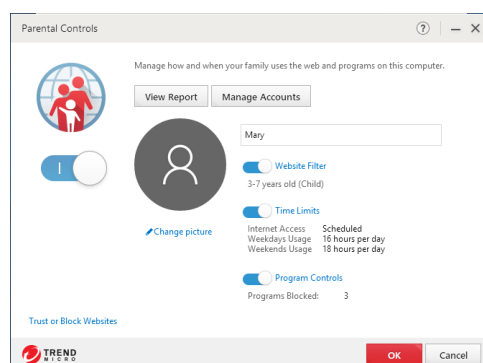 Parental Controls
?
Manage how and when your family uses the web and programs on this computer.
View Report
Manage Accounts
Mary
Website Filter
3-7 years old (Child)
Time Limits
Internet Access Scheduled
Weekdays Usage 16 hours per day
Weekends Usage 18 hours per day
Change picture
Program Controls
Programs Blocked: 3
Trust or Block Websites
TREND
MICRO
OK
Cancel